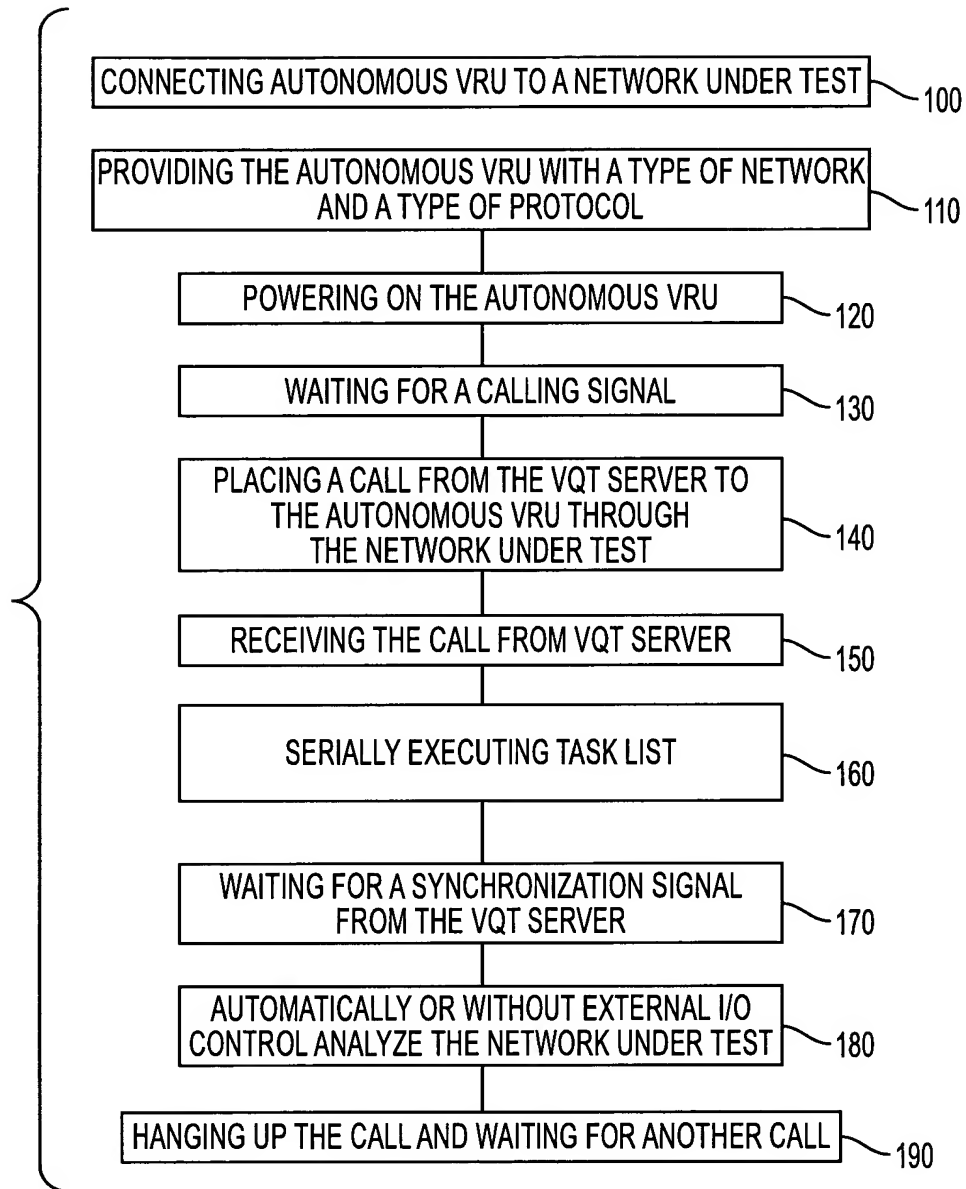 CONNECTING AUTONOMOUS VRU TO A NETWORK UNDER TEST
100
PROVIDING THE AUTONOMOUS VRU WITH A TYPE OF NETWORK
AND A TYPE OF PROTOCOL
110
POWERING ON THE AUTONOMOUS VRU
120
WAITING FOR A CALLING SIGNAL
130
PLACING A CALL FROM THE VQT SERVER TO
THE AUTONOMOUS VRU THROUGH
THE NETWORK UNDER TEST
140
RECEIVING THE CALL FROM VQT SERVER
150
SERIALLY EXECUTING TASK LIST
160
WAITING FOR A SYNCHRONIZATION SIGNAL
FROM THE VQT SERVER
170
AUTOMATICALLY OR WITHOUT EXTERNAL I/O
CONTROL ANALYZE THE NETWORK UNDER TEST
180
HANGING UP THE CALL AND WAITING FOR ANOTHER CALL
190